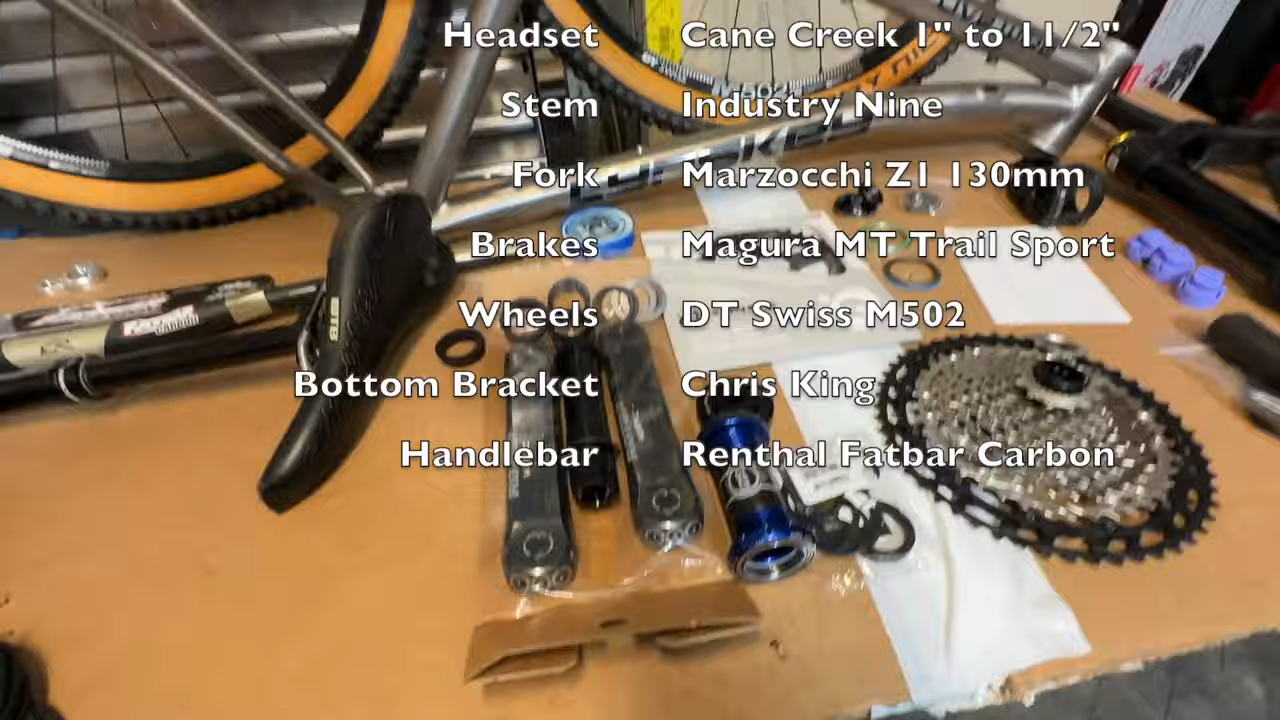 Headset Cane Creek 1" to 11/2"
Stem Industry Nine
Fork Marzocchi Z1 130mm
Brakes Magura MT Trail Sport
Wheels DT Swiss M502
Bottom Bracket Chris King
Handlebar Renthal Fatbar Carbon